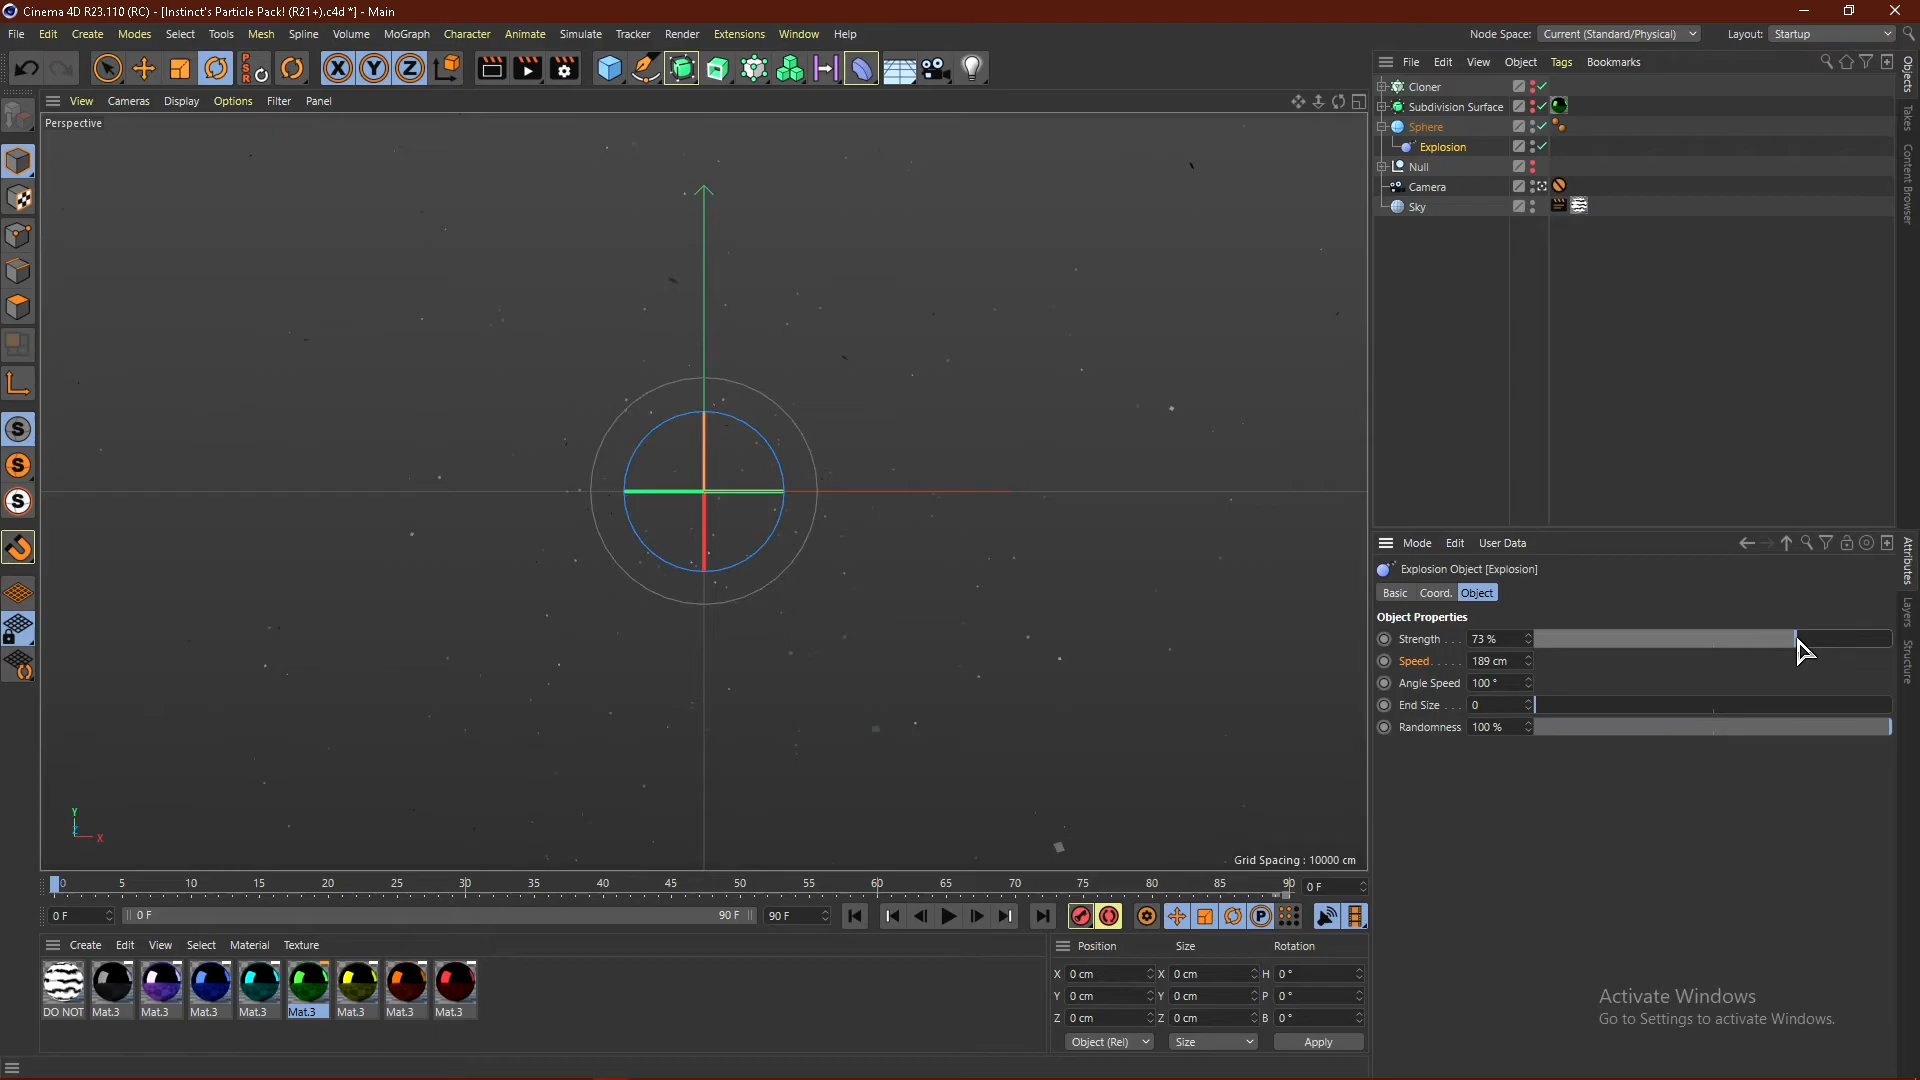 Cinema 4D R23.110 (RC) - [Instinct's Particle Pack! (R21+).c4d *] - Main
File Edit Create Modes Select Tools Mesh Spline Volume MoGraph Character Animate Simulate Tracker Render Extensions Window Help
Node Space: Current (Standard/Physical) Layout: Startup
PSR X Y Z
File Edit View Object Tags Bookmarks
View Cameras Display Options Filter Panel
Perspective
Cloner
Subdivision Surface
Sphere
Explosion
Null
Camera
Sky
Objects
Takes
Content Browser
S
S
S
Mode Edit User Data
Explosion Object [Explosion]
Basic Coord. Object
Object Properties
Strength . . . 73 %
Speed. . . . . 189 cm
Angle Speed 100 °
End Size . . . 0
Randomness 100 %
Attributes
Layers
Structure
Y
Z
X
Grid Spacing : 10000 cm
0 5 10 15 20 25 30 35 40 45 50 55 60 65 70 75 80 85 90 0 F
0 F 0 F 90 F 90 F P
Create Edit View Select Material Texture
DO NOT Mat.3 Mat.3 Mat.3 Mat.3 Mat.3 Mat.3 Mat.3 Mat.3
Position Size Rotation
X 0 cm X 0 cm H 0 °
Y 0 cm Y 0 cm P 0 °
Z 0 cm Z 0 cm B 0 °
Object (Rel) Size Apply
Activate Windows
Go to Settings to activate Windows.